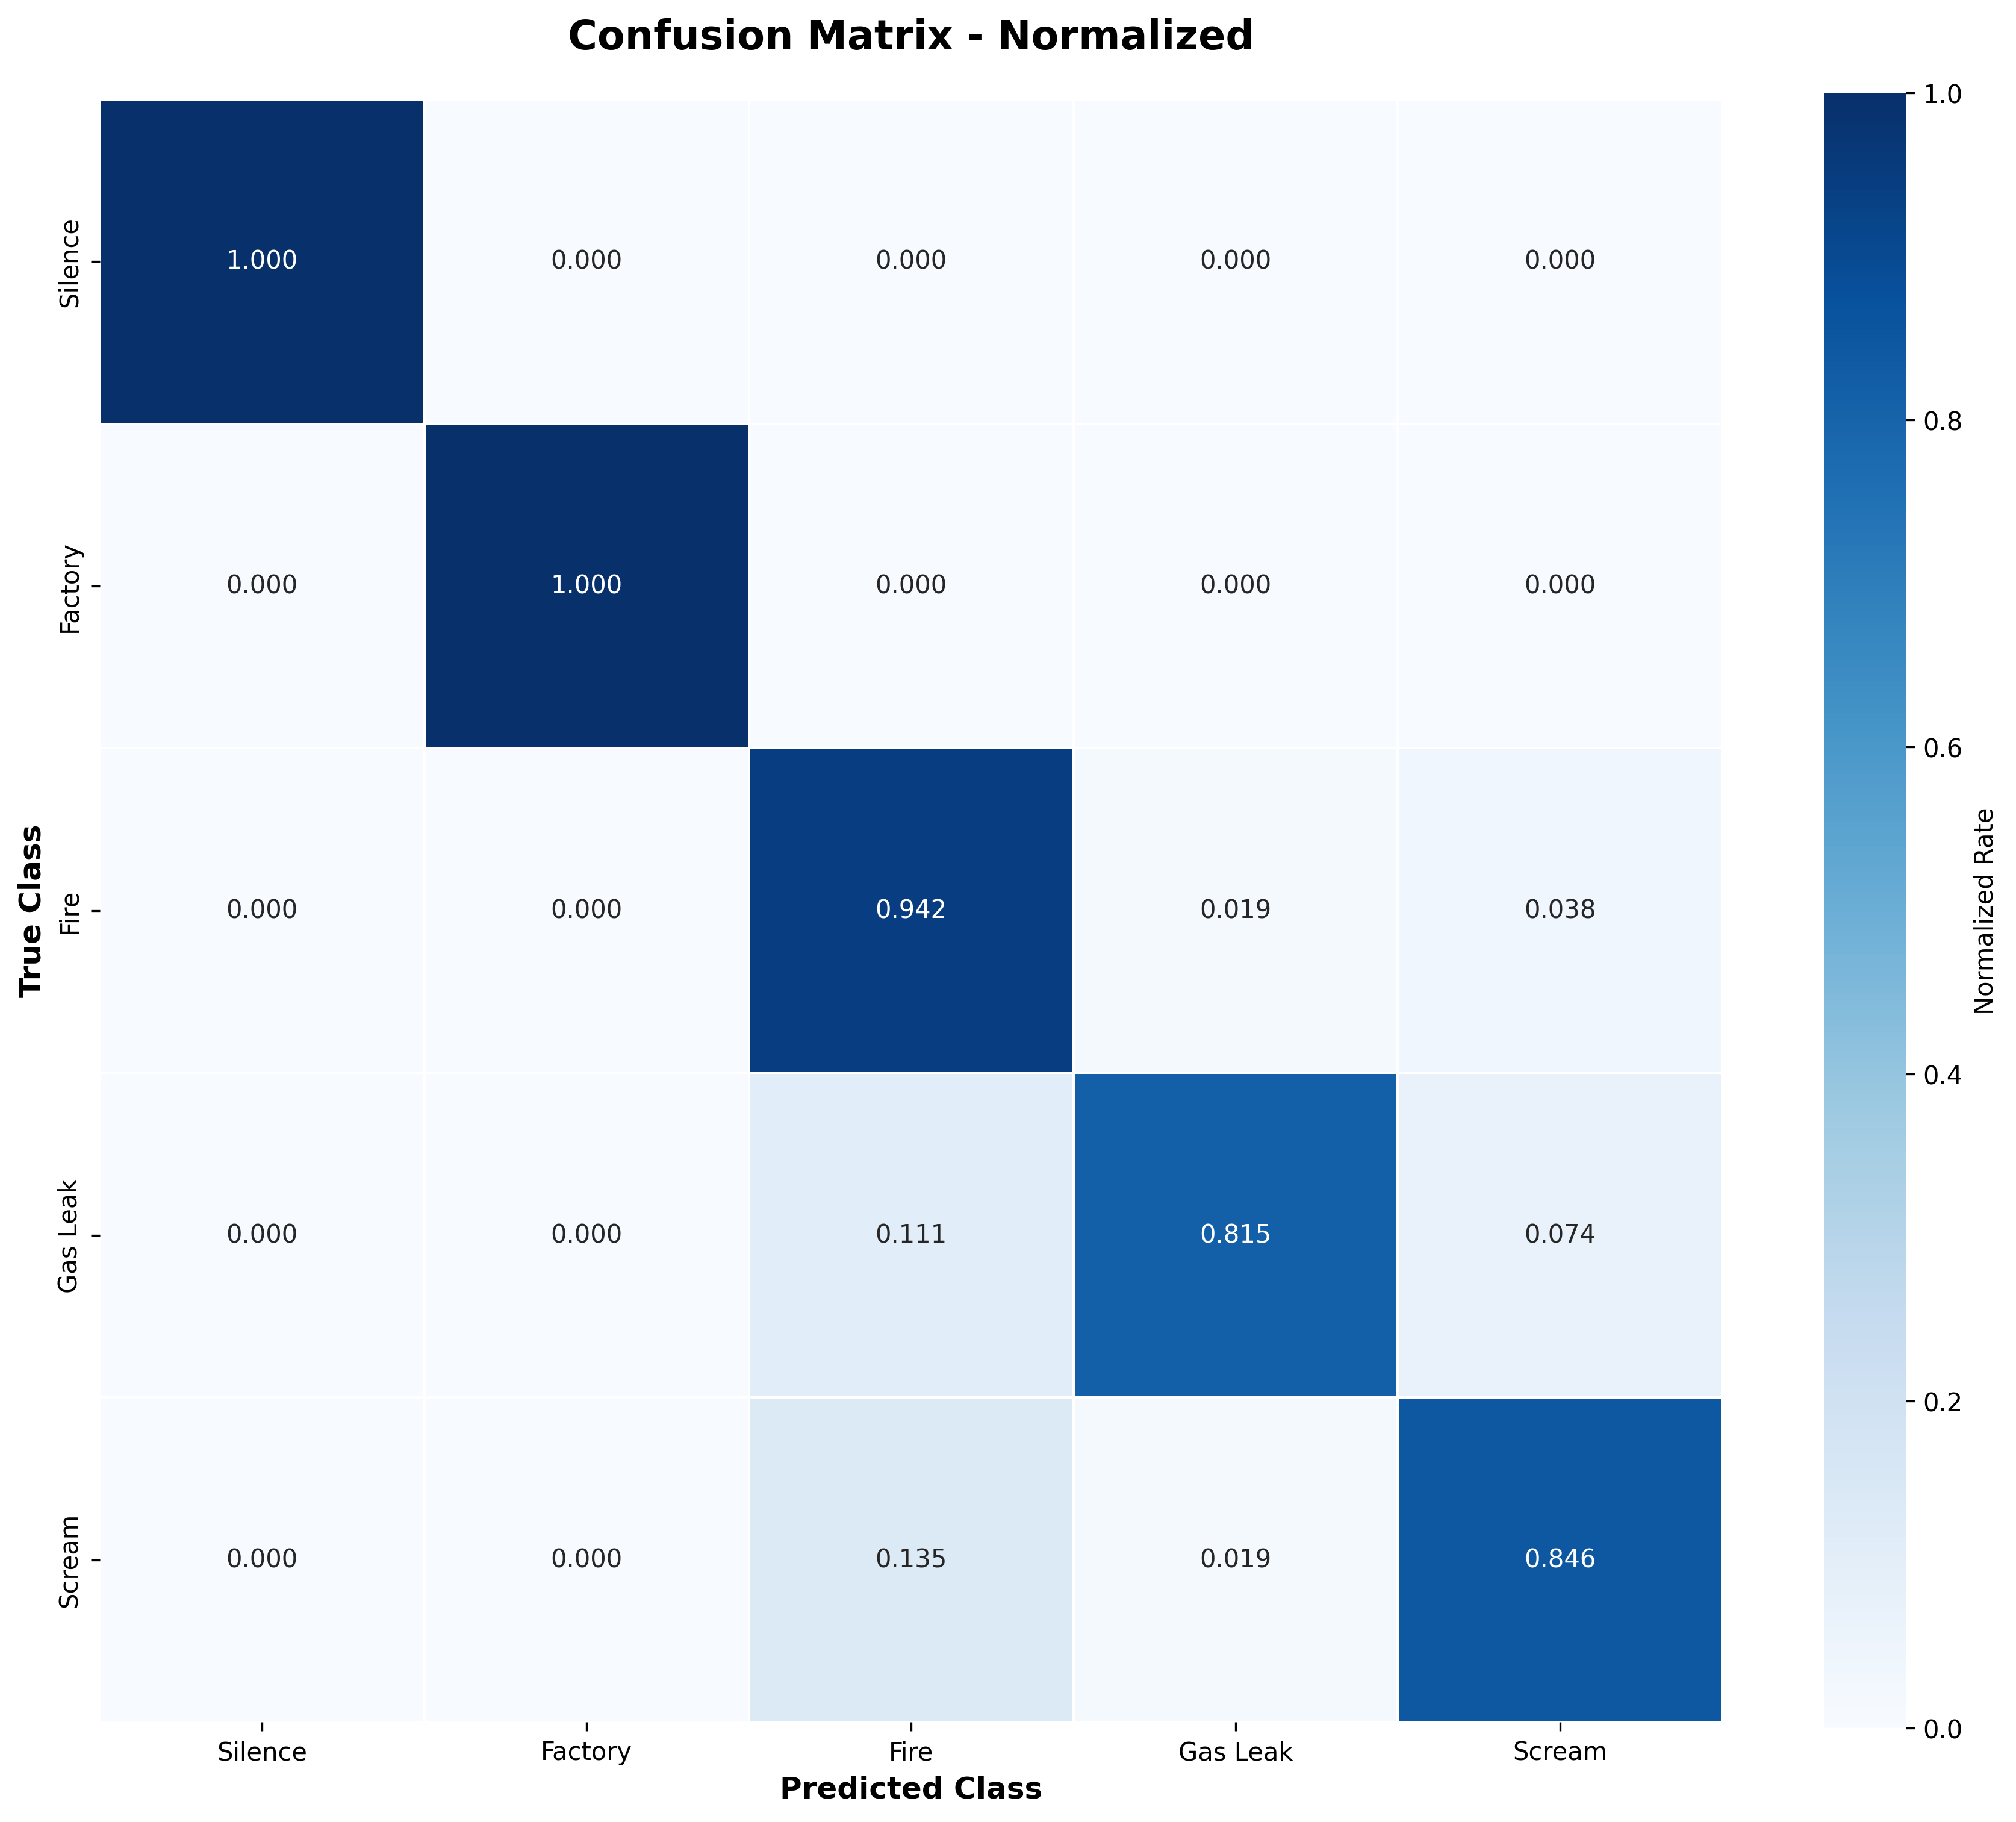 Confusion Matrix - Normalized
Silence 1.000 0.000 0.000 0.000 0.000
Factory 0.000 1.000 0.000 0.000 0.000
Fire 0.000 0.000 0.942 0.019 0.038
Gas Leak 0.000 0.000 0.111 0.815 0.074
Scream 0.000 0.000 0.135 0.019 0.846
True Class
Silence Factory Fire Gas Leak Scream
Predicted Class
1.0
0.8
0.6
0.4
0.2
0.0
Normalized Rate